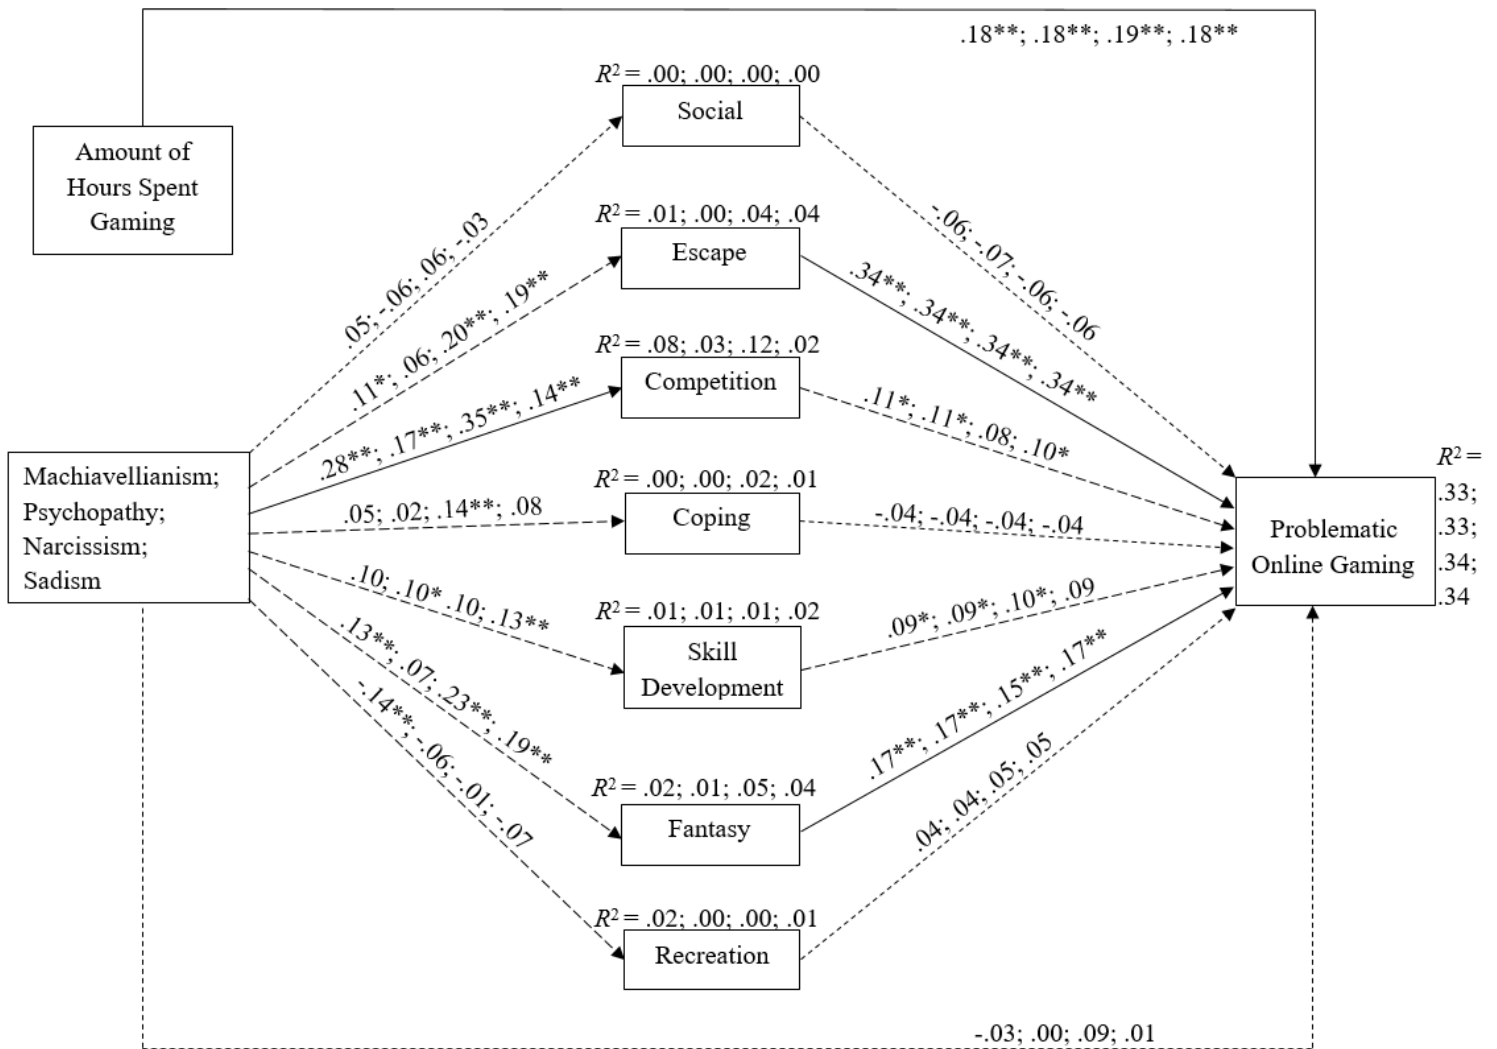 .18**; .18**; .19**; .18**
R² = .00; .00; .00; .00
Social
Amount of
Hours Spent
Gaming
R² = .01; .00; .04; .04
Escape
R² = .08; .03; .12; .02
Competition
R² = .00; .00; .02; .01
Coping
R² = .01; .01; .01; .02
Skill
Development
R² = .02; .01; .05; .04
Fantasy
R² = .02; .00; .00; .01
Recreation
.05; -.06; .06; -.03
.11*; .06; .20**; .19**
.28**; .17**; .35**; .14**
.05; .02; .14**; .08
.10; .10* .10; .13**
.13**; .07; .23**; .19**
-.14**; -.06; -.01; -.07
Machiavellianism;
Psychopathy;
Narcissism;
Sadism
-.06; -.07; -.06; -.06
.34**; .34**; .34**; .34**
.11*; .11*; .08; .10*
-.04; -.04; -.04; -.04
.09*; .09*; .10*; .09
.17**; .17**; .15**; .17**
.04; .04; .05; .05
Problematic
Online Gaming
R² =
.33;
.33;
.34;
.34
-.03; .00; .09; .01